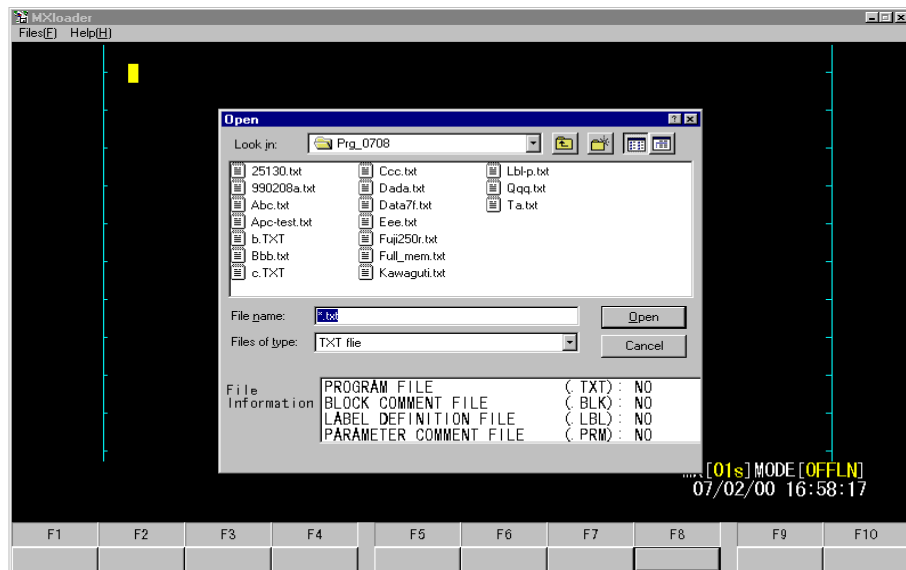 MXloader
Files(F) Help(H)
Open
Look in: Prg_0708
25130.txt
990208a.txt
Abc.txt
Apc-test.txt
b.TXT
Bbb.txt
c.TXT
Ccc.txt
Dada.txt
Data7f.txt
Eee.txt
Fuji250r.txt
Full_mem.txt
Kawaguti.txt
Lbl-p.txt
Qqq.txt
Ta.txt
File name: *.txt Open
Files of type: TXT flie Cancel
File
Information
PROGRAM FILE (. TXT) : NO
BLOCK COMMENT FILE (. BLK) : NO
LABEL DEFINITION FILE (. LBL) : NO
PARAMETER COMMENT FILE (. PRM) : NO
[01s]MODE[OFFLN]
07/02/00 16:58:17
F1 F2 F3 F4 F5 F6 F7 F8 F9 F10